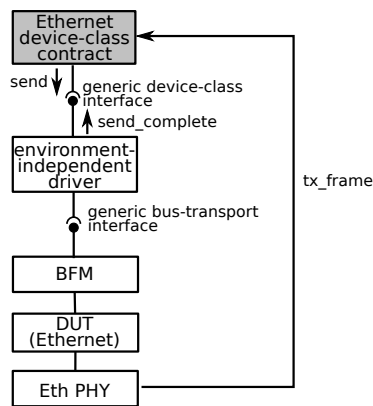 Ethernet
device-class
contract
send
generic device-class
interface
send_complete
environment-
independent
driver
tx_frame
generic bus-transport
interface
BFM
DUT
(Ethernet)
Eth PHY